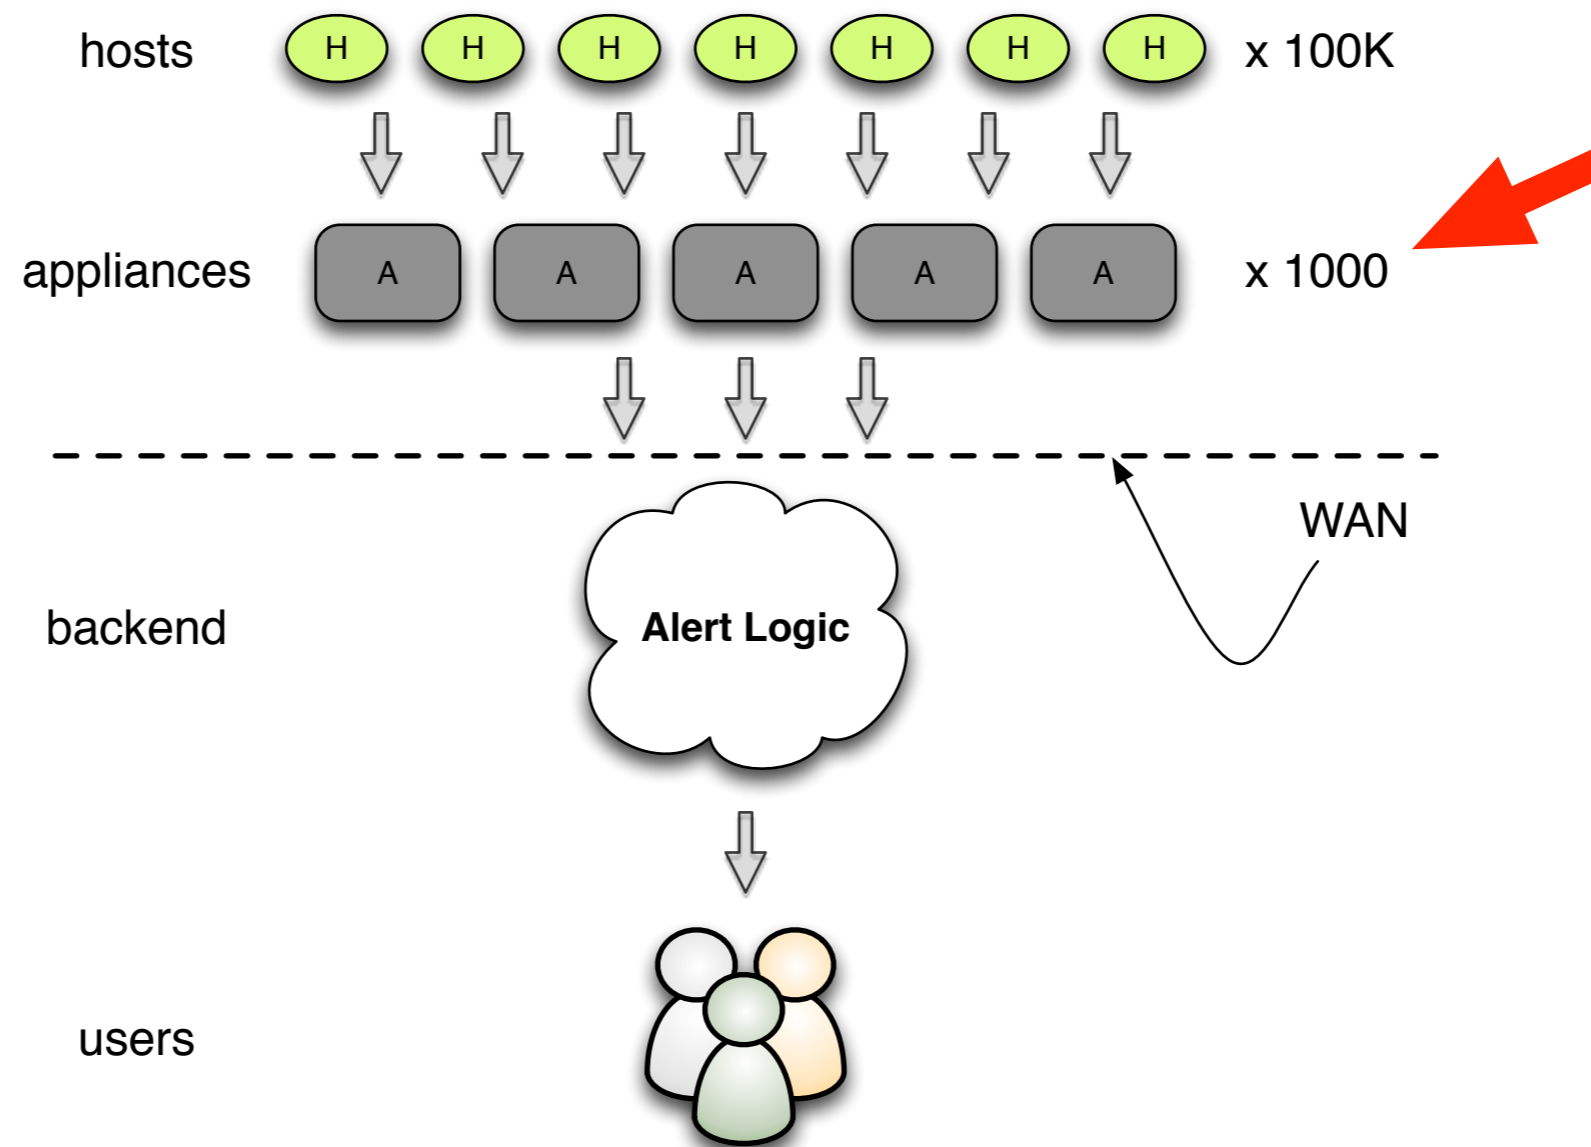 hosts H H H H H H H x 100K
appliances A A A A A x 1000
WAN
backend Alert Logic
users